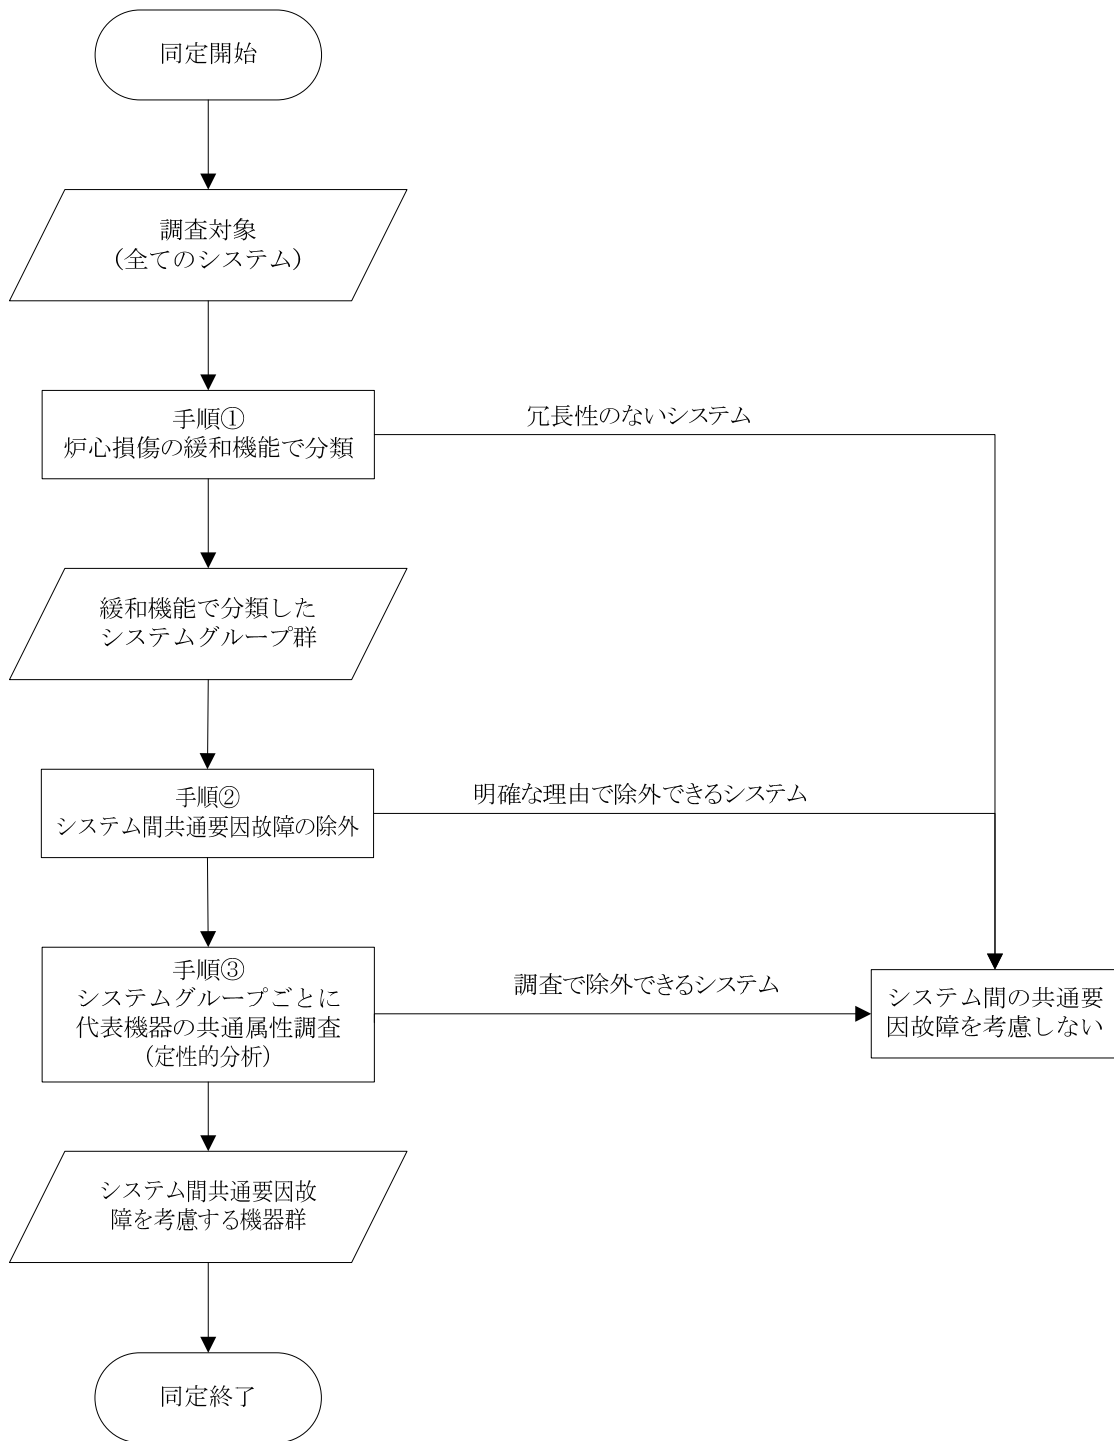 同定開始
調査対象
(全てのシステム)
手順①
炉心損傷の緩和機能で分類
冗長性のないシステム
緩和機能で分類した
システムグループ群
手順②
システム間共通要因故障の除外
明確な理由で除外できるシステム
手順③
システムグループごとに
代表機器の共通属性調査
(定性的分析)
調査で除外できるシステム
システム間の共通要
因故障を考慮しない
システム間共通要因故
障を考慮する機器群
同定終了